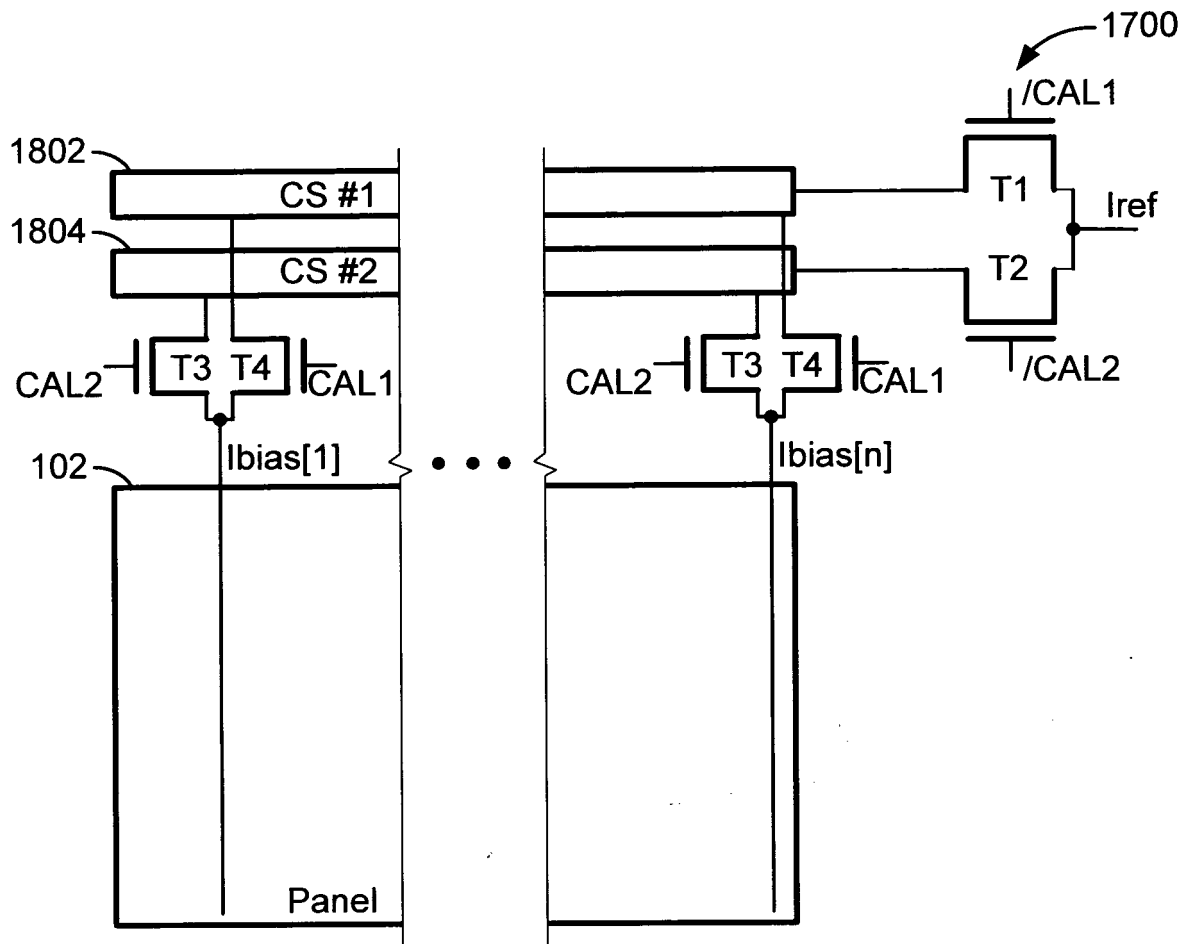 1700
/CAL1
1802
CS #1
T1
Iref
1804
CS #2
T2
T3 T4
T3 T4
CAL2
CAL1
CAL2
CAL1
/CAL2
102
Ibias[1]
Ibias[n]
Panel